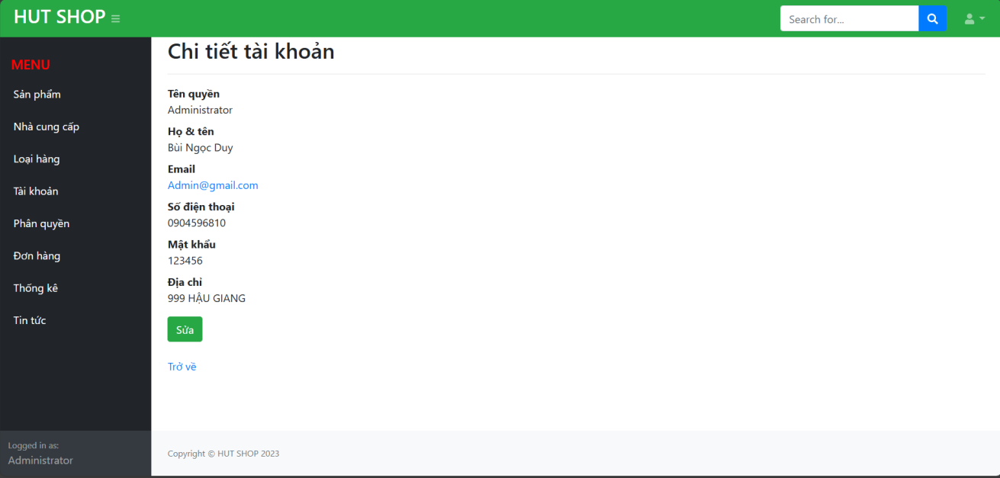 HUT SHOP
Search for...
MENU
Sản phẩm
Nhà cung cấp
Loại hàng
Tài khoản
Phân quyền
Đơn hàng
Thống kê
Tin tức
Logged in as:
Administrator
Chi tiết tài khoản
Tên quyền
Administrator
Họ & tên
Bùi Ngọc Duy
Email
Admin@gmail.com
Số điện thoại
0904596810
Mật khẩu
123456
Địa chỉ
999 HẬU GIANG
Sửa
Trở về
Copyright © HUT SHOP 2023